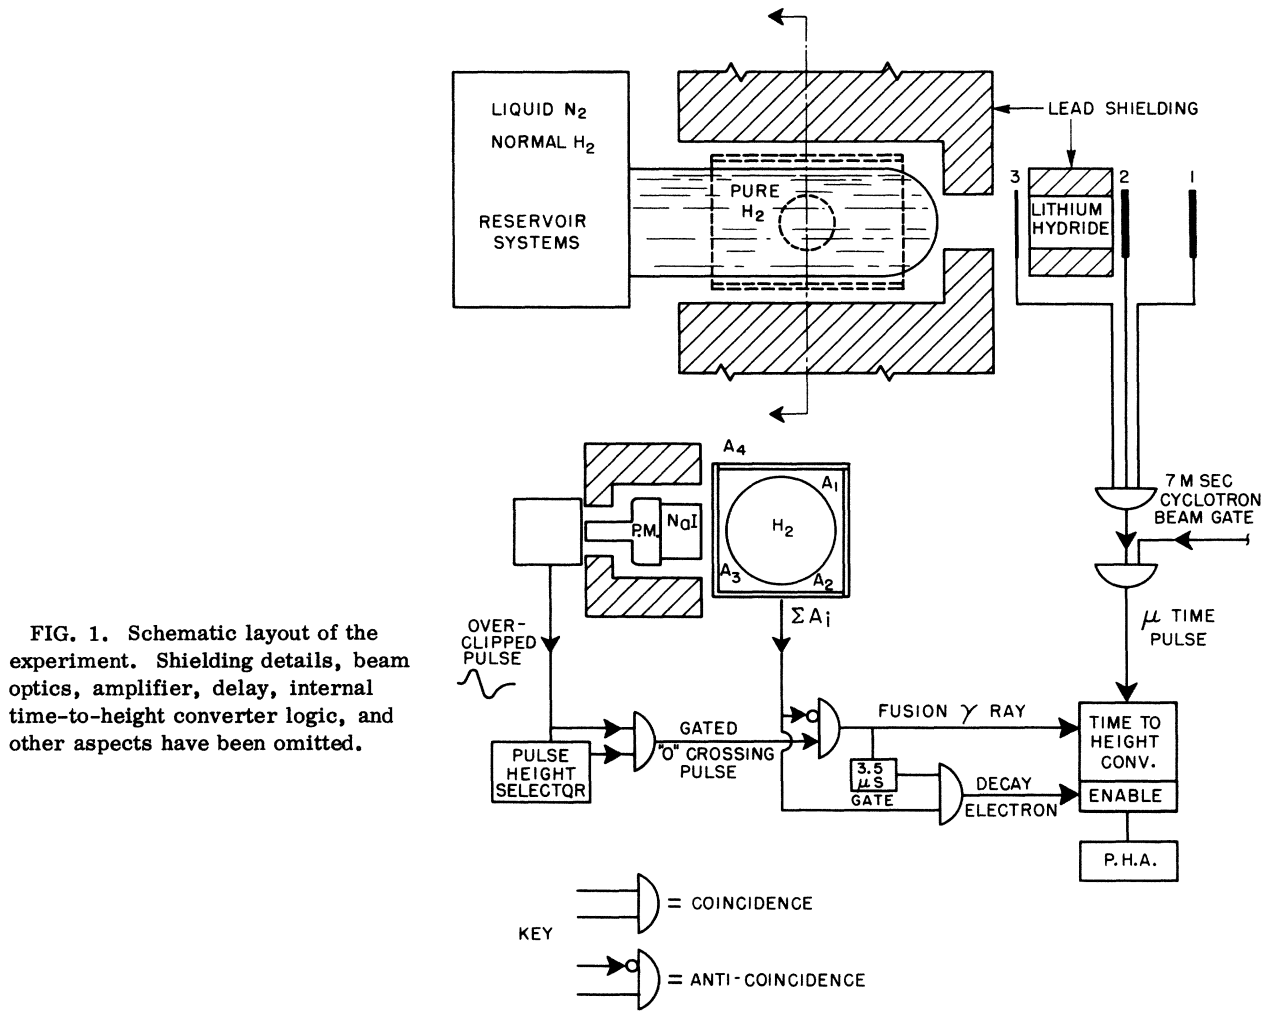 LIQUID N2
NORMAL H2
RESERVOIR
SYSTEMS
PURE
H2
LEAD SHIELDING
3
2
1
LITHIUM
HYDRIDE
7 M SEC
CYCLOTRON
BEAM GATE
A4
A1
H2
A3
A2
P.M.
NaI
ΣAi
μ TIME
PULSE
OVER-
CLIPPED
PULSE
PULSE
HEIGHT
SELECTOR
GATED
"O" CROSSING
PULSE
FUSION γ RAY
3.5
μS
GATE
DECAY
ELECTRON
TIME TO
HEIGHT
CONV.
ENABLE
P.H.A.
KEY
= COINCIDENCE
= ANTI-COINCIDENCE
FIG. 1. Schematic layout of the
experiment. Shielding details, beam
optics, amplifier, delay, internal
time-to-height converter logic, and
other aspects have been omitted.